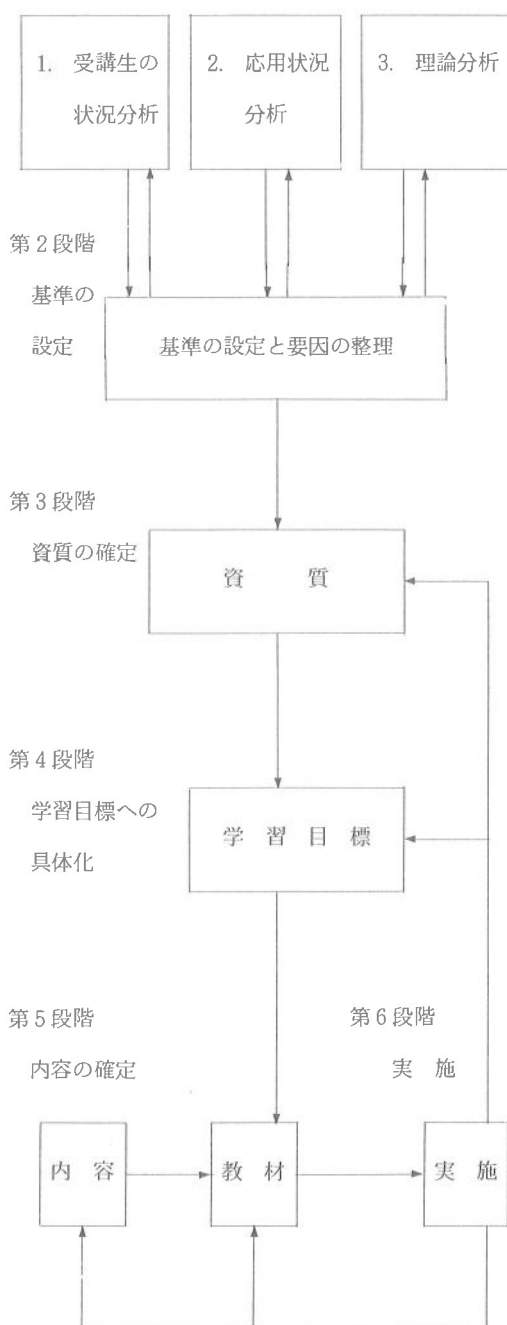 1. 受講生の
状況分析
2. 応用状況
分析
3. 理論分析
第2段階
基準の
設定
基準の設定と要因の整理
第3段階
資質の確定
資 質
第4段階
学習目標への
具体化
学 習 目 標
第5段階
内容の確定
第6段階
実 施
内 容
教 材
実 施